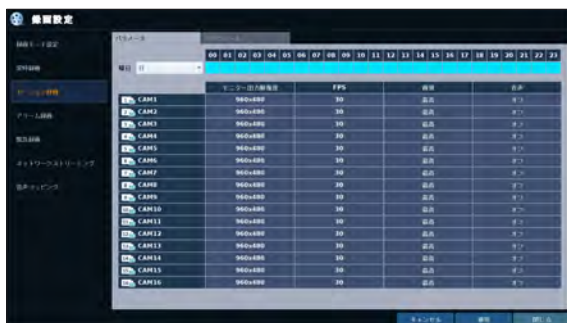 録画設定
パラメータ
録画モード設定
00 01 02 03 04 05 06 07 08 09 10 11 12 13 14 15 16 17 18 19 20 21 22 23
曜日 日
モーション録画
モニター出力解像度 FPS 画質 音声
CAM1 960x480 30 最高 オフ
CAM2 960x480 30 最高 オフ
アラーム録画
CAM3 960x480 30 最高 オフ
CAM4 960x480 30 最高 オフ
緊急録画
CAM5 960x480 30 最高 オフ
CAM6 960x480 30 最高 オフ
ネットワークストリーミング
CAM7 960x480 30 最高 オフ
CAM8 960x480 30 最高 オフ
音声マッピング
CAM9 960x480 30 最高 オフ
CAM10 960x480 30 最高 オフ
CAM11 960x480 30 最高 オフ
CAM12 960x480 30 最高 オフ
CAM13 960x480 30 最高 オフ
CAM14 960x480 30 最高 オフ
CAM15 960x480 30 最高 オフ
CAM16 960x480 30 最高 オフ
キャンセル 適用 閉じる